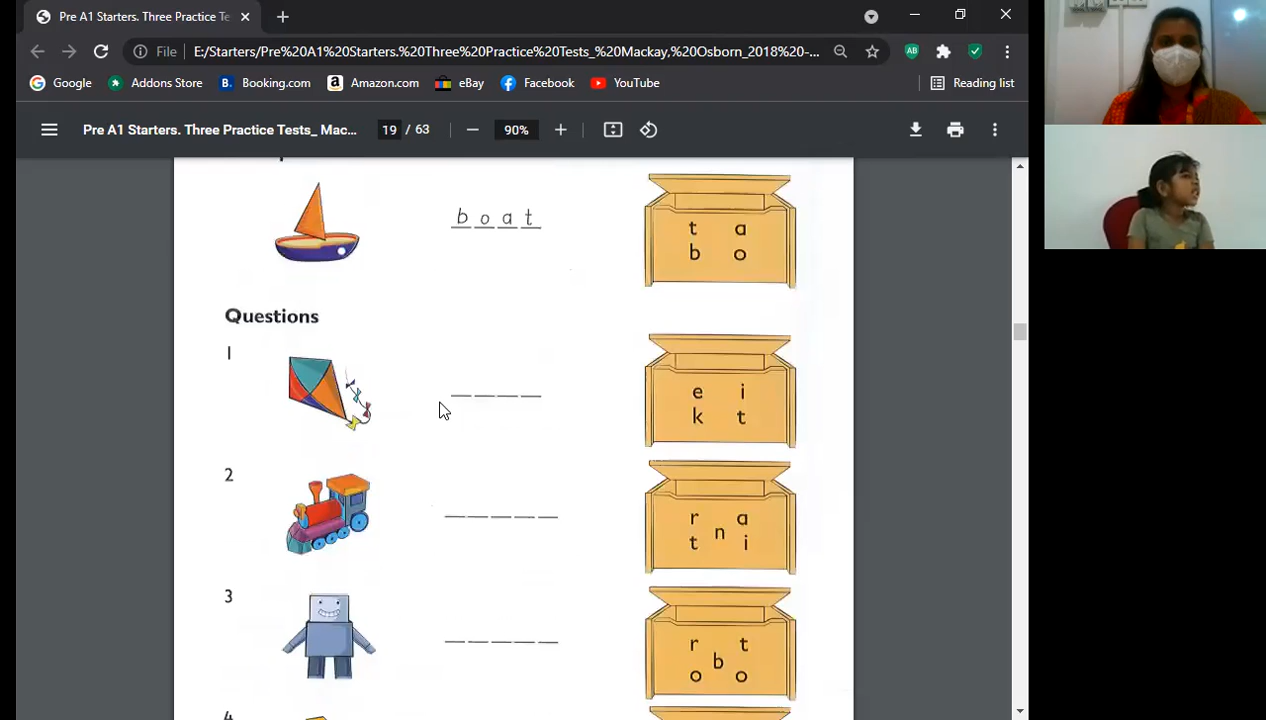 Pre A1 Starters. Three Practice Te
File E:/Starters/Pre%20A1%20Starters.%20Three%20Practice%20Tests_%20Mackay,%20Osborn_2018%20-...
AB
Google Addons Store B. Booking.com a Amazon.com eBay Facebook YouTube Reading list
Pre A1 Starters. Three Practice Tests_ Mac... 19 / 63 90%
b o a t
t a
b o
Questions
1
e i
k t
2
r a
n
t i
3
r t
b
o o
4